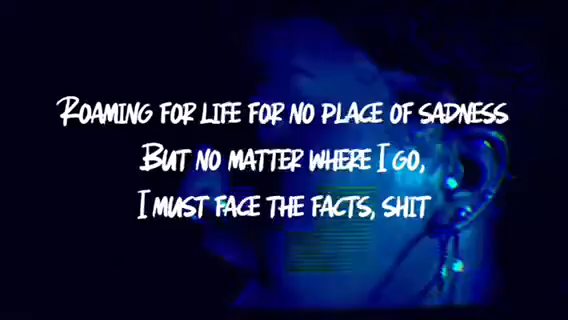 Roaming for life for no place of sadness
But no matter where I go,
I must face the facts, shit